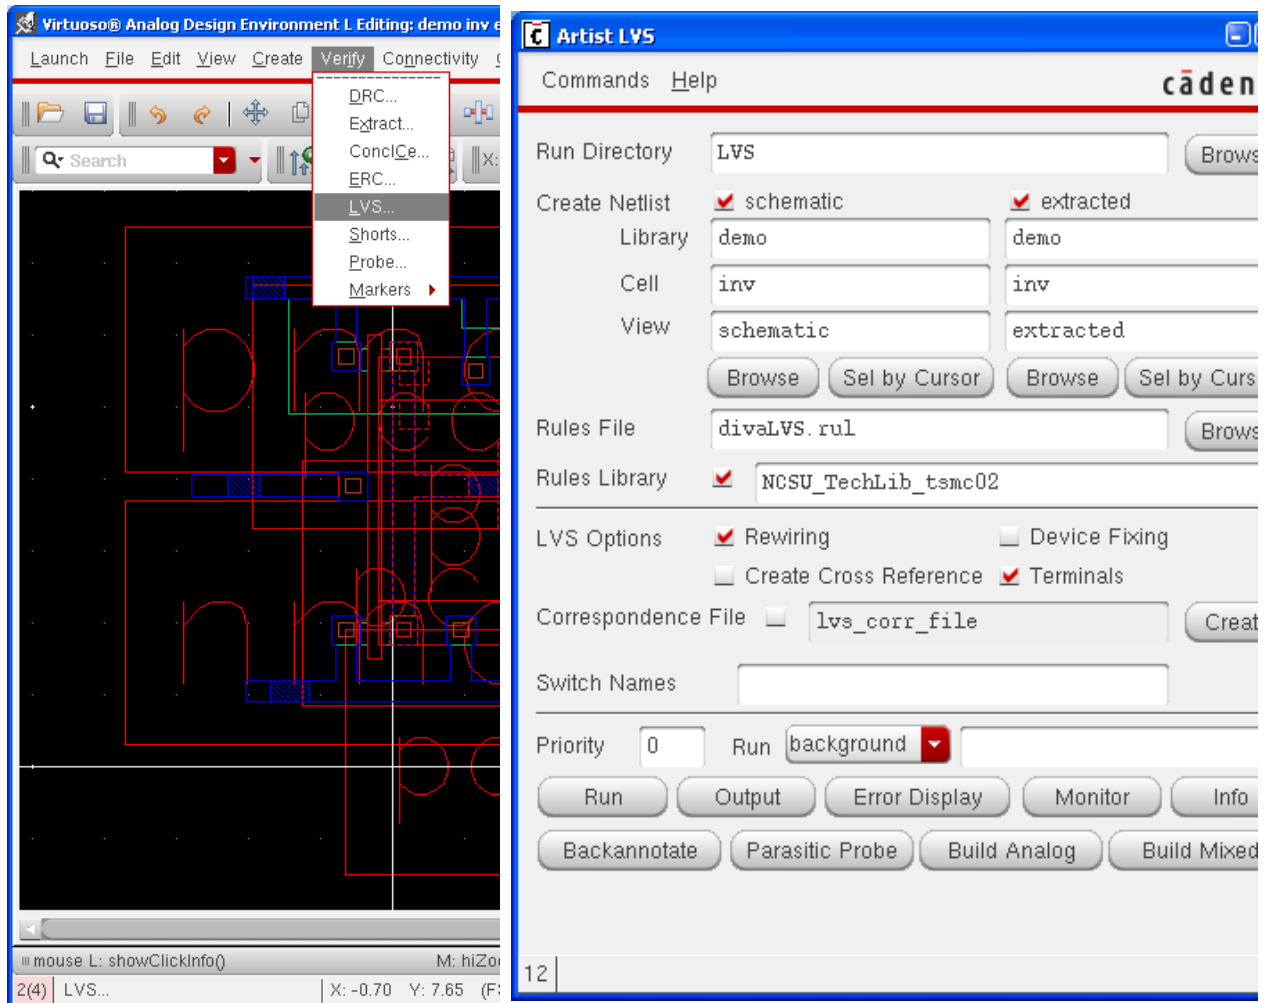 Virtuoso® Analog Design Environment L Editing: demo inv e
Launch File Edit View Create Verify Connectivity
DRC...
Extract...
ConclCe...
ERC...
LVS...
Shorts...
Probe...
Markers
Search
X:
mouse L: showClickInfo()
M: hiZoo
2(4) LVS...
X: -0.70 Y: 7.65 (F:
Artist LVS
Commands Help
cāden
Run Directory LVS Brows
Create Netlist schematic extracted
Library demo demo
Cell inv inv
View schematic extracted
Browse Sel by Cursor Browse Sel by Curs
Rules File divaLVS.rul Brows
Rules Library NCSU_TechLib_tsmc02
LVS Options Rewiring Device Fixing
Create Cross Reference Terminals
Correspondence File lvs_corr_file Creat
Switch Names
Priority 0 Run background
Run Output Error Display Monitor Info
Backannotate Parasitic Probe Build Analog Build Mixed
12